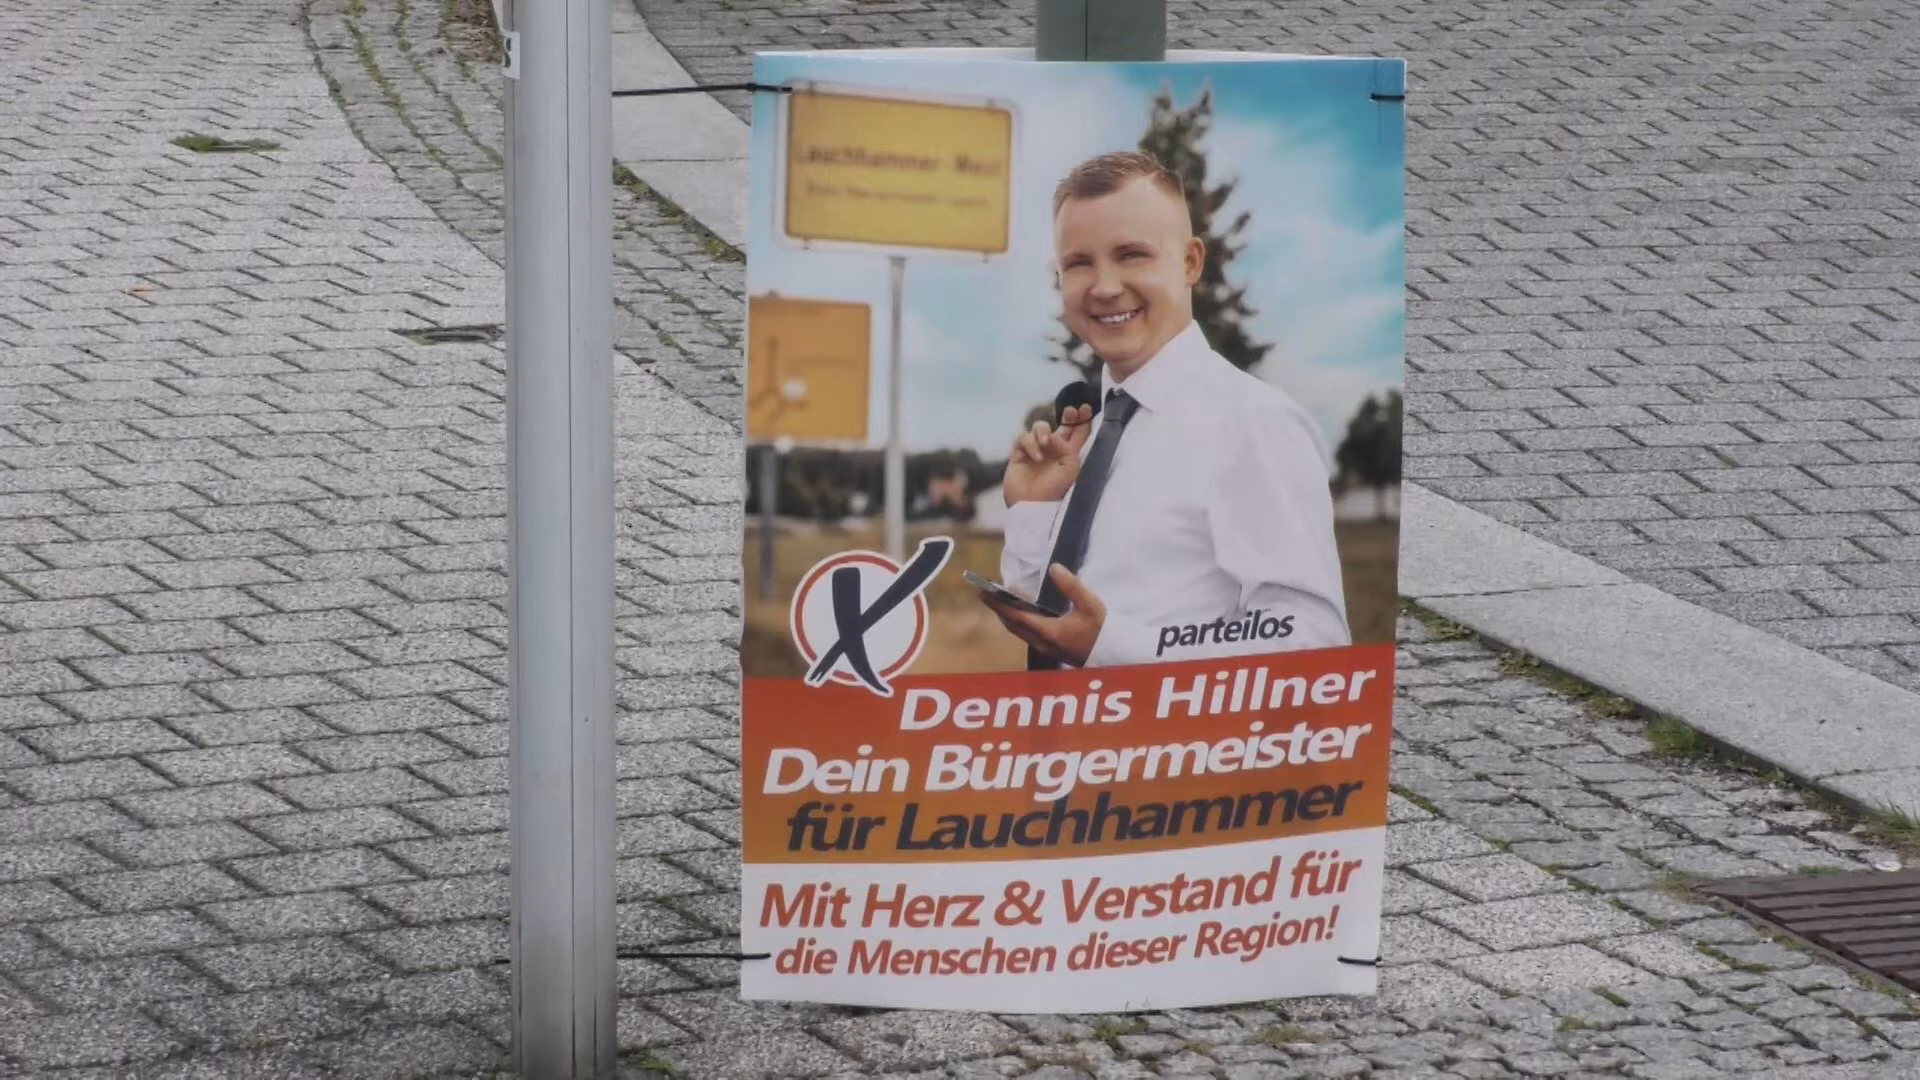 Lauchhammer-West
parteilos
Dennis Hillner
Dein Bürgermeister
für Lauchhammer
Mit Herz & Verstand für
die Menschen dieser Region!